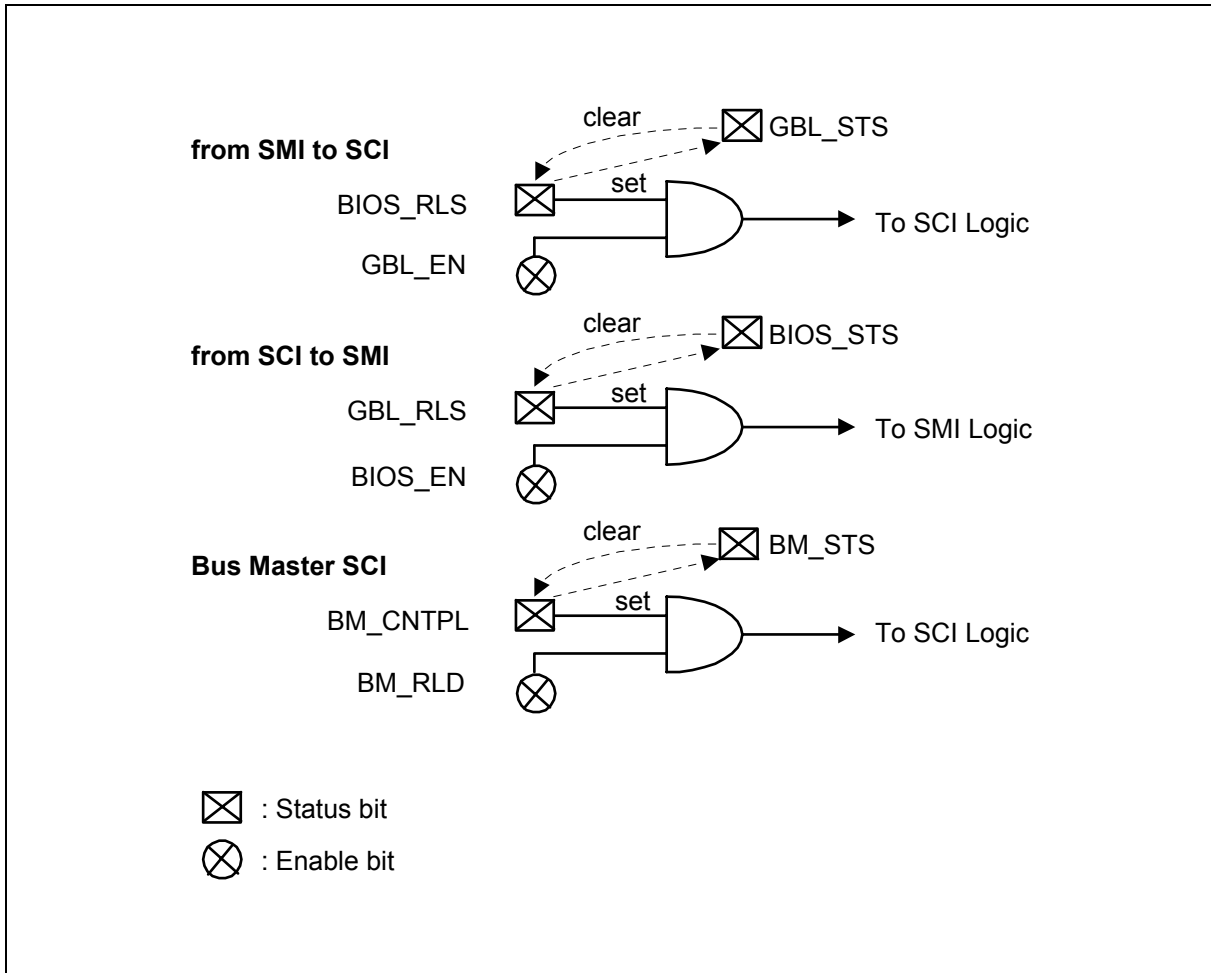 clear
GBL_STS
from SMI to SCI
set
BIOS_RLS
To SCI Logic
GBL_EN
clear
BIOS_STS
from SCI to SMI
set
GBL_RLS
To SMI Logic
BIOS_EN
clear
BM_STS
Bus Master SCI
set
BM_CNTPL
To SCI Logic
BM_RLD
: Status bit
: Enable bit